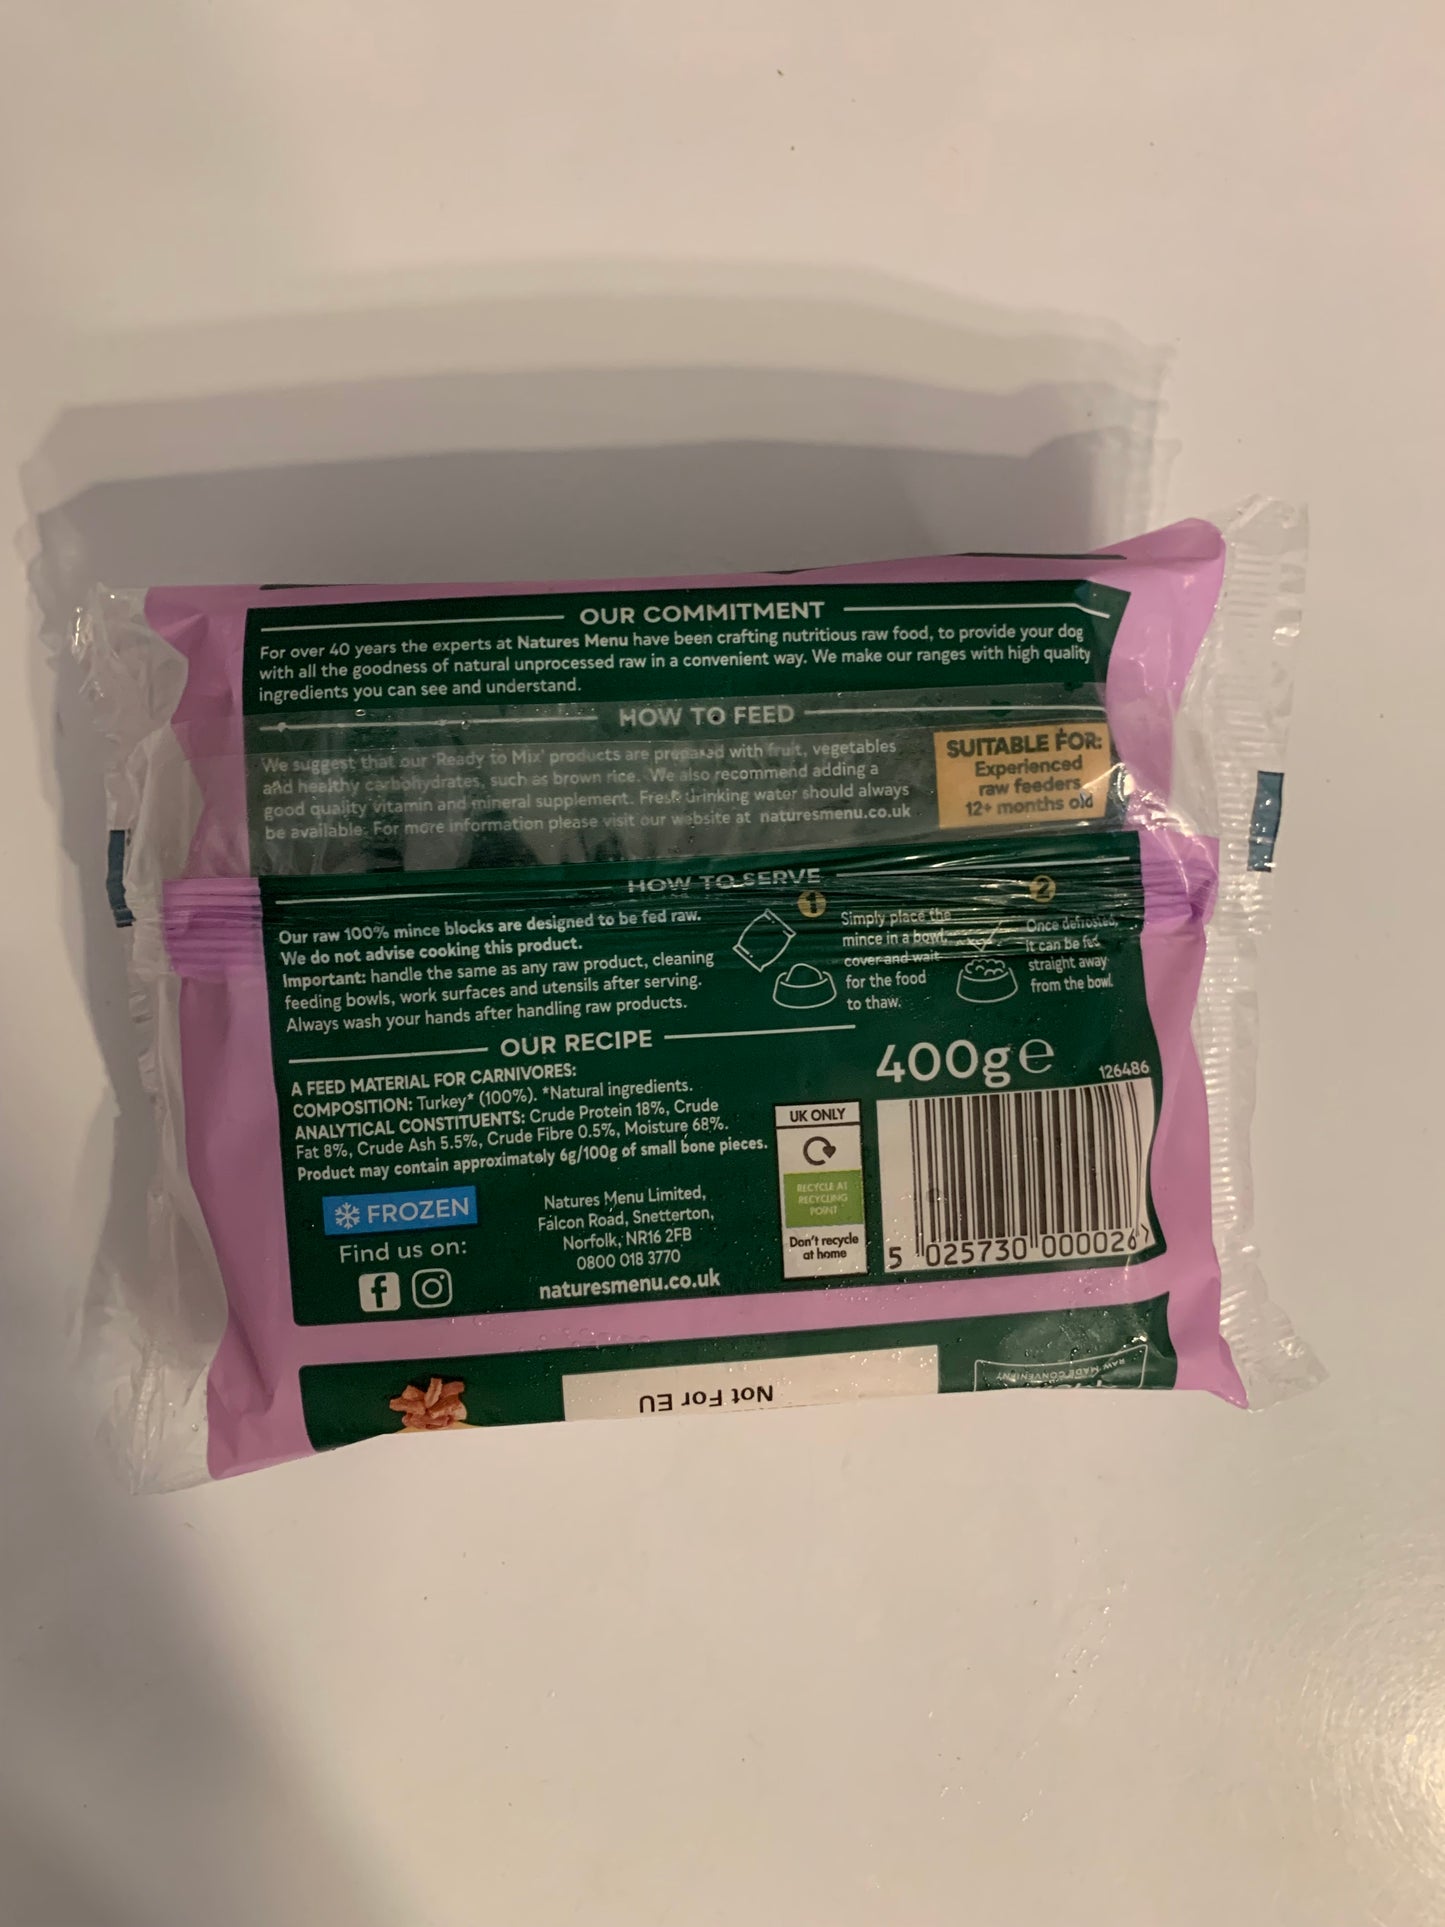 OUR COMMITMENT
For over 40 years the experts at Natures Menu have been crafting nutritious raw food, to provide your dog
with all the goodness of natural unprocessed raw in a convenient way. We make our ranges with high quality
ingredients you can see and understand.
HOW TO FEED
We suggest that our 'Ready to Mix' products are prepared with fruit, vegetables
and healthy carbohydrates, such as brown rice. We also recommend adding a
good quality vitamin and mineral supplement. Fresh drinking water should always
be available. For more information please visit our website at naturesmenu.co.uk
SUITABLE FOR:
Experienced
raw feeders
12+ months old
HOW TO SERVE
Our raw 100% mince blocks are designed to be fed raw.
We do not advise cooking this product.
Important: handle the same as any raw product, cleaning
feeding bowls, work surfaces and utensils after serving.
Always wash your hands after handling raw products.
1
Simply place the
mince in a bowl,
cover and wait
for the food
to thaw.
2
Once defrosted,
it can be fed
straight away
from the bowl.
OUR RECIPE
A FEED MATERIAL FOR CARNIVORES:
COMPOSITION: Turkey* (100%). *Natural ingredients.
ANALYTICAL CONSTITUENTS: Crude Protein 18%, Crude
Fat 8%, Crude Ash 5.5%, Crude Fibre 0.5%, Moisture 68%.
Product may contain approximately 6g/100g of small bone pieces.
400g e
126486
FROZEN
Find us on:
Natures Menu Limited,
Falcon Road, Snetterton,
Norfolk, NR16 2FB
0800 018 3770
naturesmenu.co.uk
UK ONLY
RECYCLE AT
RECYCLING
POINT
Don't recycle
at home
5 025730 000026 >
Not For EU
RAW MADE CONVENIENT